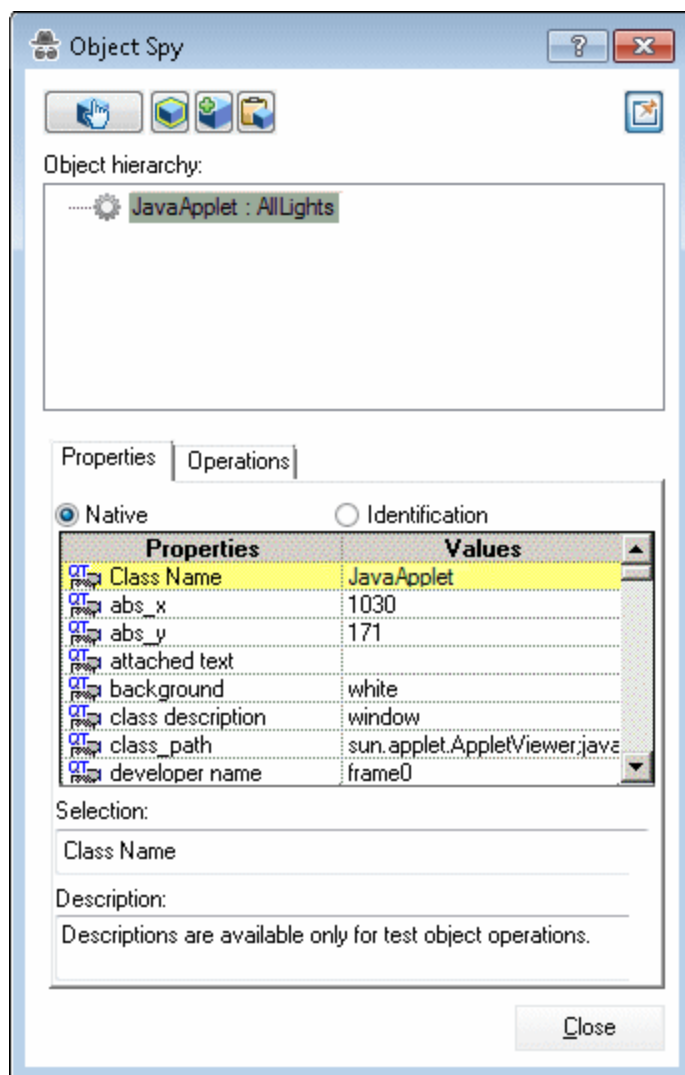 Object Spy
Object hierarchy:
JavaApplet : AllLights
Properties Operations
Native Identification
Properties Values
Class Name JavaApplet
abs_x 1030
abs_y 171
attached text
background white
class description window
class_path sun.applet.AppletViewer;java
developer name frame0
Selection:
Class Name
Description:
Descriptions are available only for test object operations.
Close